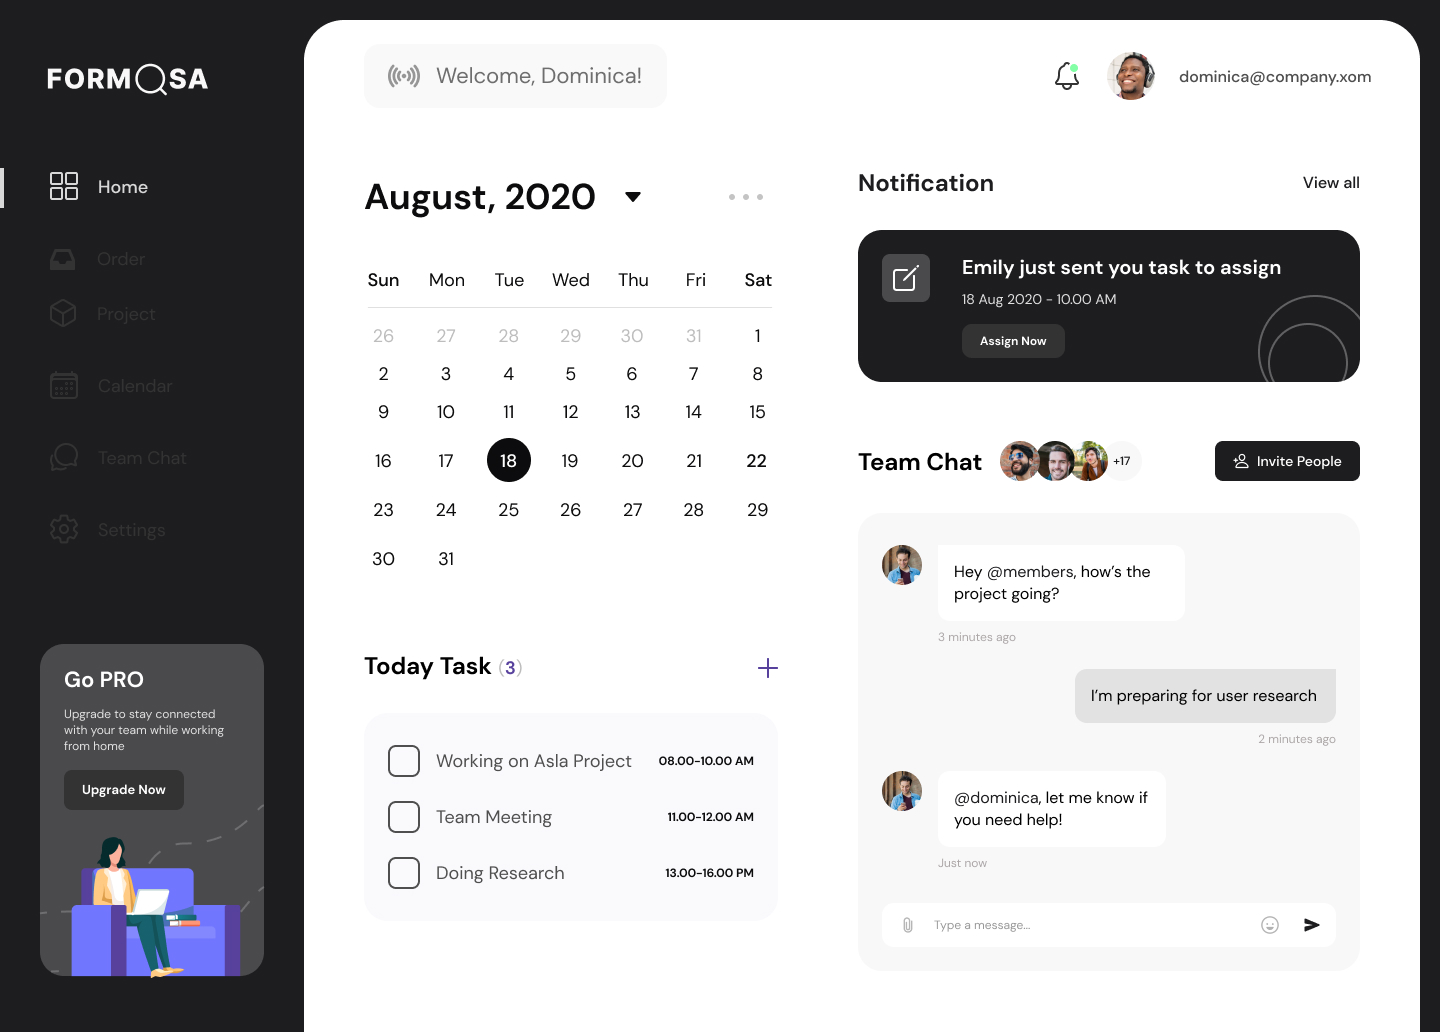 FORMOSA
Home
Order
Project
Calendar
Team Chat
Settings
Go PRO
Upgrade to stay connected
with your team while working
from home
Upgrade Now
Welcome, Dominica!
dominica@company.xom
August, 2020
Sun Mon Tue Wed Thu Fri Sat
26 27 28 29 30 31 1
2 3 4 5 6 7 8
9 10 11 12 13 14 15
16 17 18 19 20 21 22
23 24 25 26 27 28 29
30 31
Today Task (3)
Working on Asla Project 08.00-10.00 AM
Team Meeting 11.00-12.00 AM
Doing Research 13.00-16.00 PM
Notification View all
Emily just sent you task to assign
18 Aug 2020 - 10.00 AM
Assign Now
Team Chat +17 Invite People
Hey @members, how’s the
project going?
3 minutes ago
I’m preparing for user research
2 minutes ago
@dominica, let me know if
you need help!
Just now
Type a message...